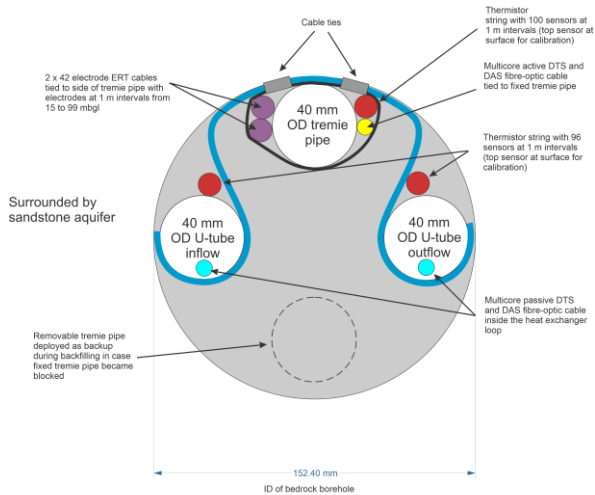 Cable ties
Thermistor
string with 100 sensors at
1 m intervals (top sensor at
surface for calibration)
2 x 42 electrode ERT cables
tied to side of tremie pipe with
electrodes at 1 m intervals from
15 to 99 mbgl
Multicore active DTS and
DAS fibre-optic cable
tied to fixed tremie pipe
40 mm
OD tremie
pipe
Thermistor string with 96
sensors at 1 m intervals
(top sensor at surface for
calibration)
Surrounded by
sandstone aquifer
40 mm
OD U-tube
inflow
40 mm
OD U-tube
outflow
Multicore passive DTS
and DAS fibre-optic cable
inside the heat exchanger
loop
Removable tremie pipe
deployed as backup
during backfilling in case
fixed tremie pipe became
blocked
152.40 mm
ID of bedrock borehole